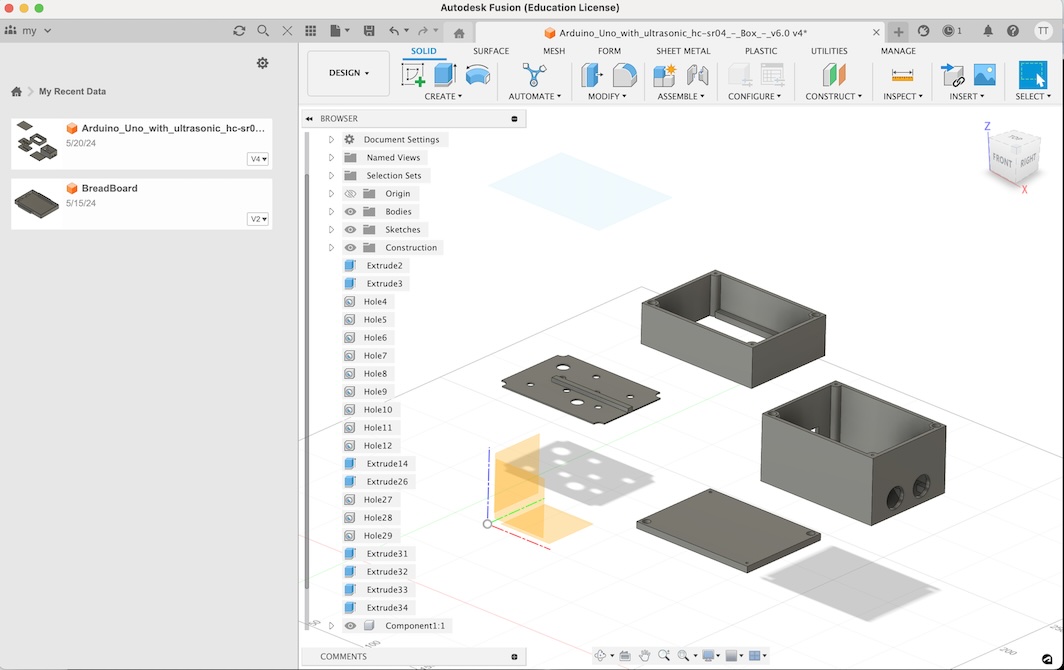 Autodesk Fusion (Education License)
my
Arduino_Uno_with_ultrasonic_hc-sr04_-_Box_-_v6.0 v4*
1
TT
My Recent Data
Arduino_Uno_with_ultrasonic_hc-sr0...
5/20/24
V4
BreadBoard
5/15/24
V2
DESIGN
SOLID SURFACE MESH FORM SHEET METAL PLASTIC UTILITIES MANAGE
CREATE AUTOMATE MODIFY ASSEMBLE CONFIGURE CONSTRUCT INSPECT INSERT SELECT
BROWSER
Document Settings
Named Views
Selection Sets
Origin
Bodies
Sketches
Construction
Extrude2
Extrude3
Hole4
Hole5
Hole6
Hole7
Hole8
Hole9
Hole10
Hole11
Hole12
Extrude14
Extrude26
Hole27
Hole28
Hole29
Extrude31
Extrude32
Extrude33
Extrude34
Component1:1
COMMENTS
Z
TOP
FRONT RIGHT
X
50
100
200